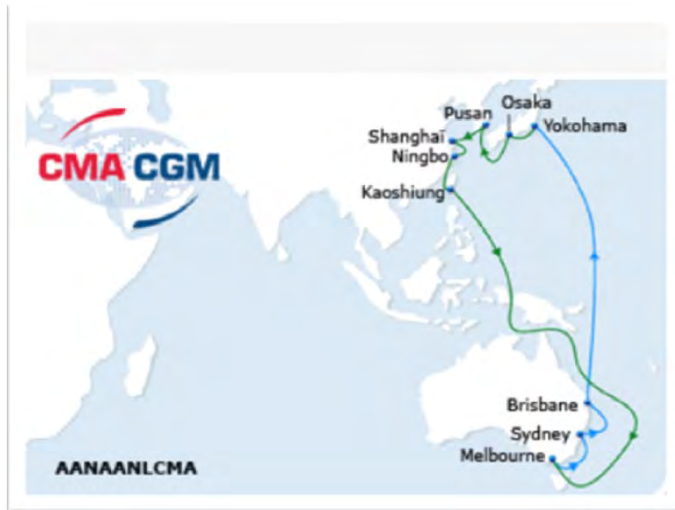 Osaka
Pusan
Yokohama
Shanghaï
Ningbo
CMA CGM
Kaoshiung
Brisbane
Sydney
Melbourne
AANAANLCMA